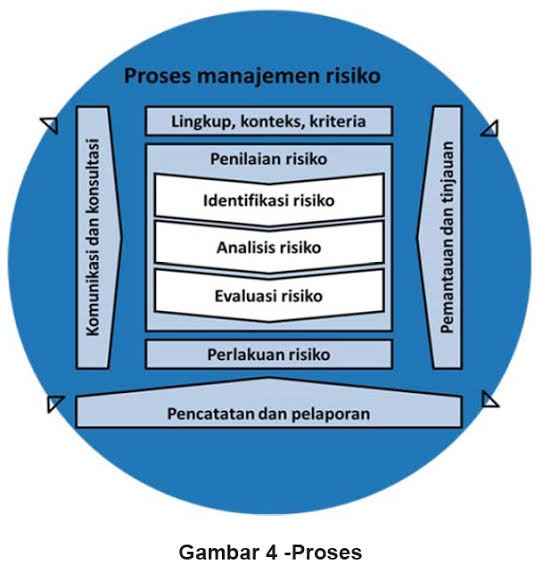 Proses manajemen risiko
Lingkup, konteks, kriteria
Komunikasi dan konsultasi
Penilaian risiko
Identifikasi risiko
Analisis risiko
Evaluasi risiko
Pemantauan dan tinjauan
Perlakuan risiko
Pencatatan dan pelaporan
Gambar 4 -Proses